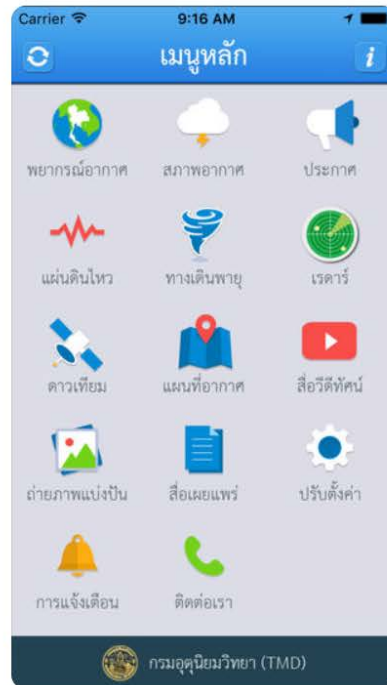 Carrier 9:16 AM
เมนูหลัก
พยากรณ์อากาศ สภาพอากาศ ประกาศ
แผ่นดินไหว ทางเดินพายุ เรดาร์
ดาวเทียม แผนที่อากาศ สื่อวีดีทัศน์
ถ่ายภาพแบ่งปัน สื่อเผยแพร่ ปรับตั้งค่า
การแจ้งเตือน ติดต่อเรา
กรมอุตุนิยมวิทยา (TMD)